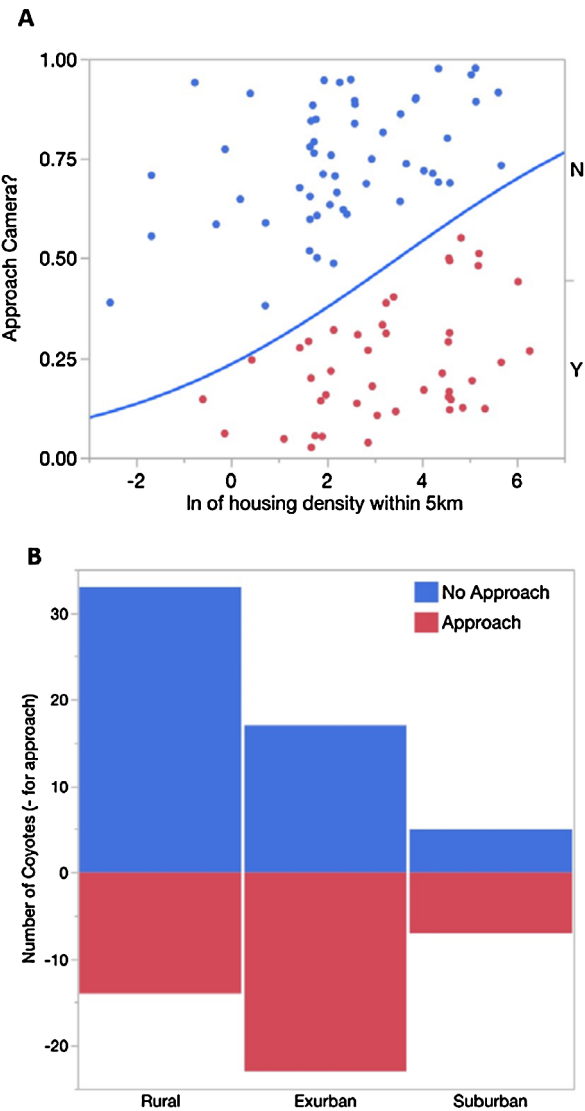 A
1.00
0.75
0.50
0.25
0.00
Approach Camera?
N
Y
-2 0 2 4 6
ln of housing density within 5km
B
No Approach
Approach
30
20
10
0
-10
-20
Number of Coyotes (- for approach)
Rural Exurban Suburban